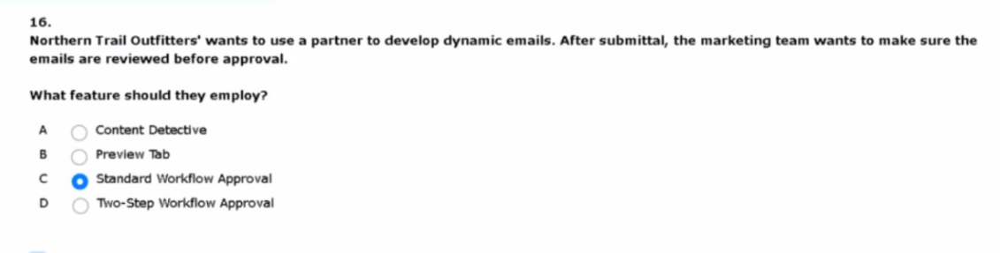 16.
Northern Trail Outfitters' wants to use a partner to develop dynamic emails. After submittal, the marketing team wants to make sure the
emails are reviewed before approval.
What feature should they employ?
A Content Detective
B Preview Tab
C Standard Workflow Approval
D Two-Step Workflow Approval